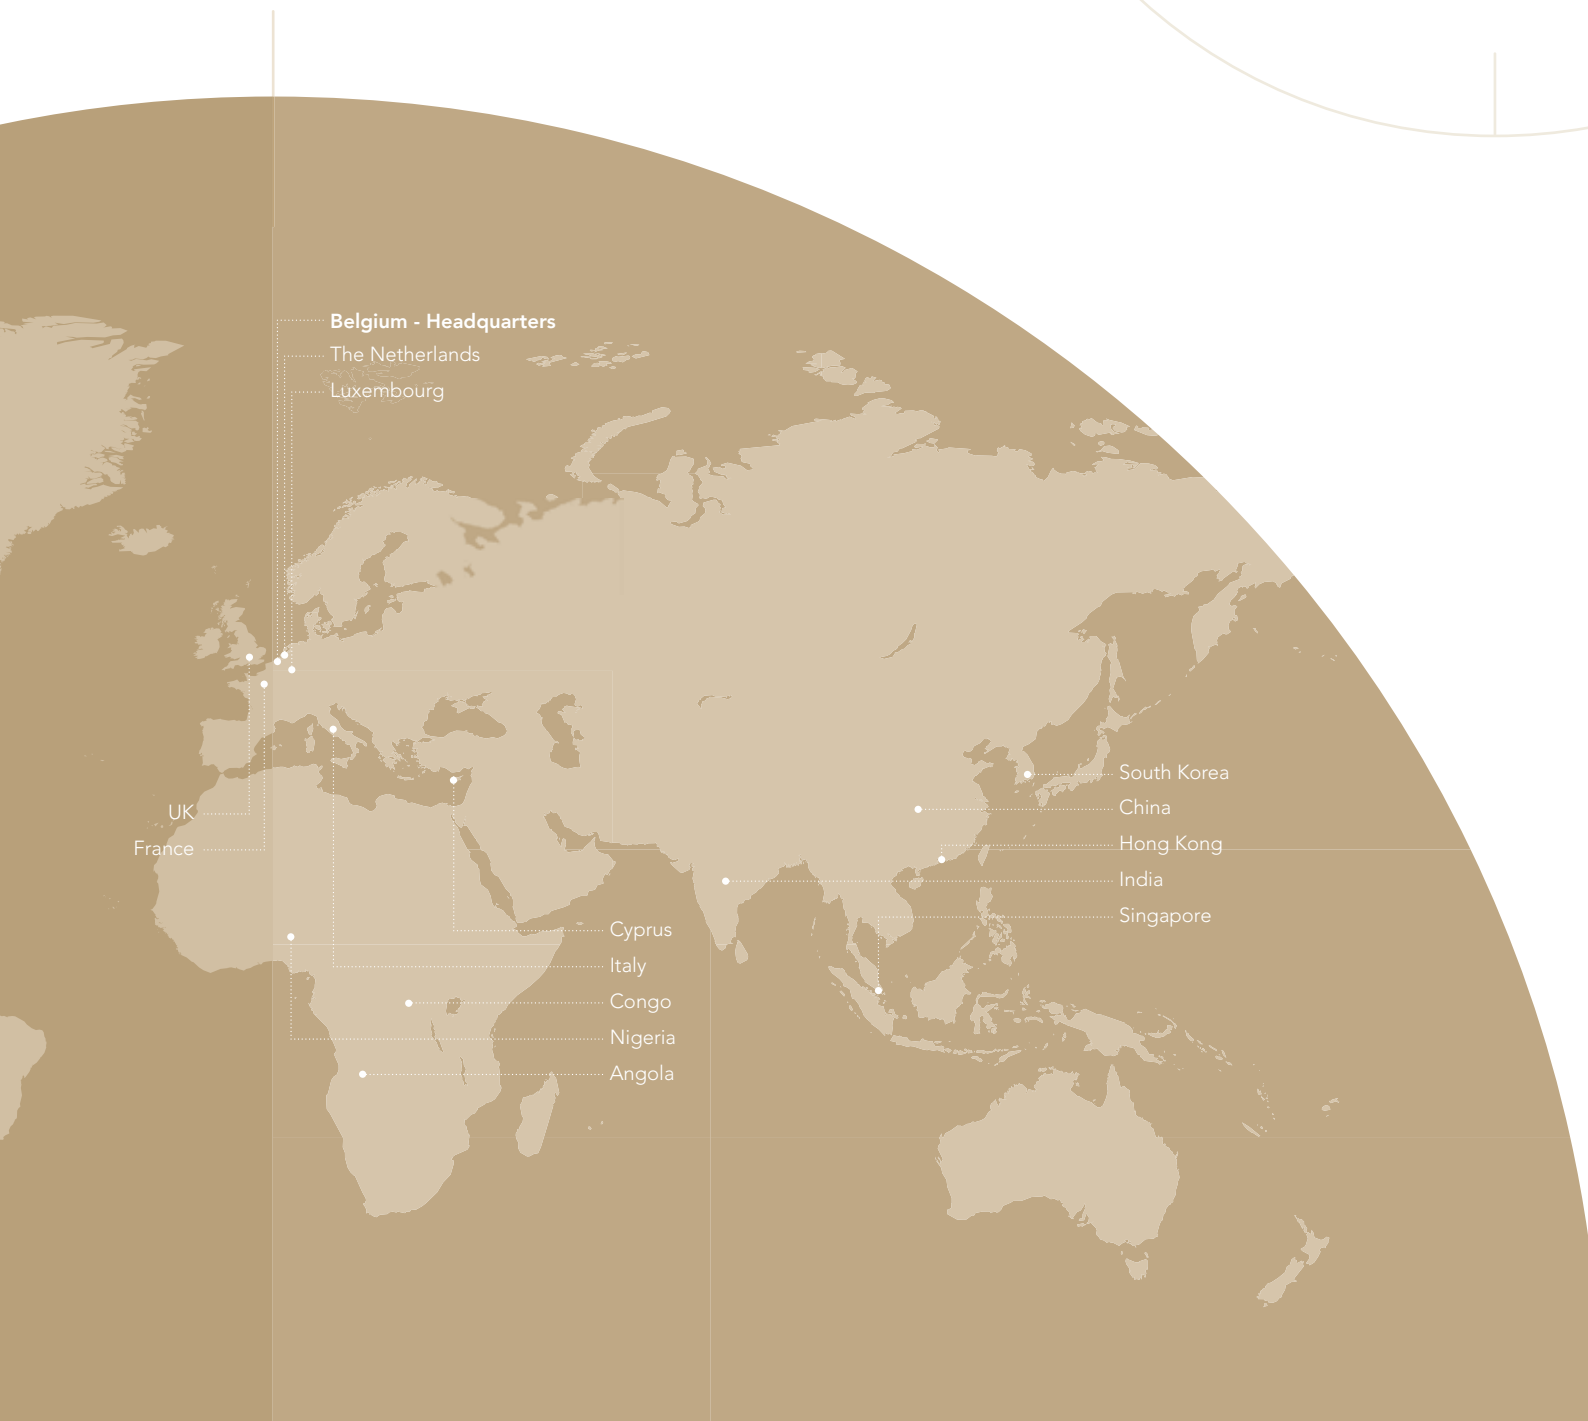 Belgium - Headquarters
The Netherlands
Luxembourg
UK
France
South Korea
China
Hong Kong
India
Singapore
Cyprus
Italy
Congo
Nigeria
Angola